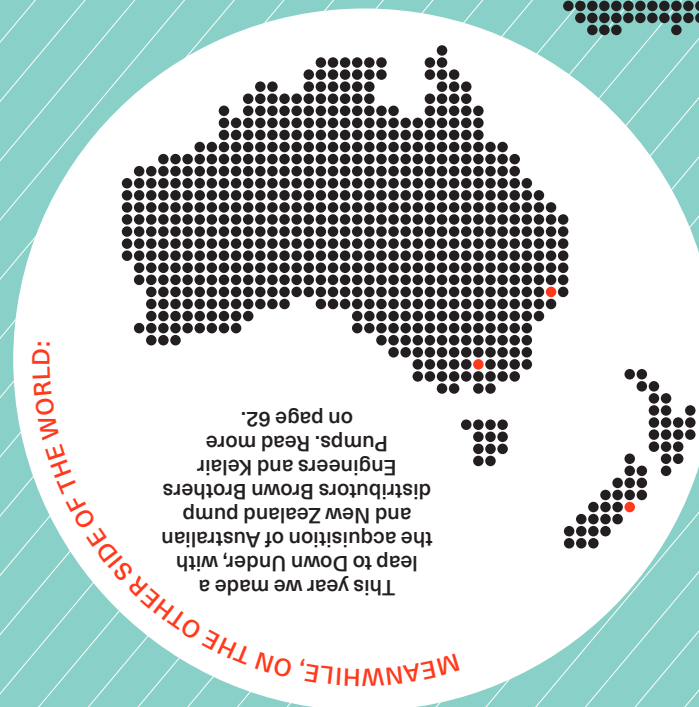 MEANWHILE, ON THE OTHER SIDE OF THE WORLD:
This year we made a
leap to Down Under, with
the acquisition of Australian
and New Zealand pump
distributors Brown Brothers
Engineers and Kelair
Pumps. Read more
on page 62.